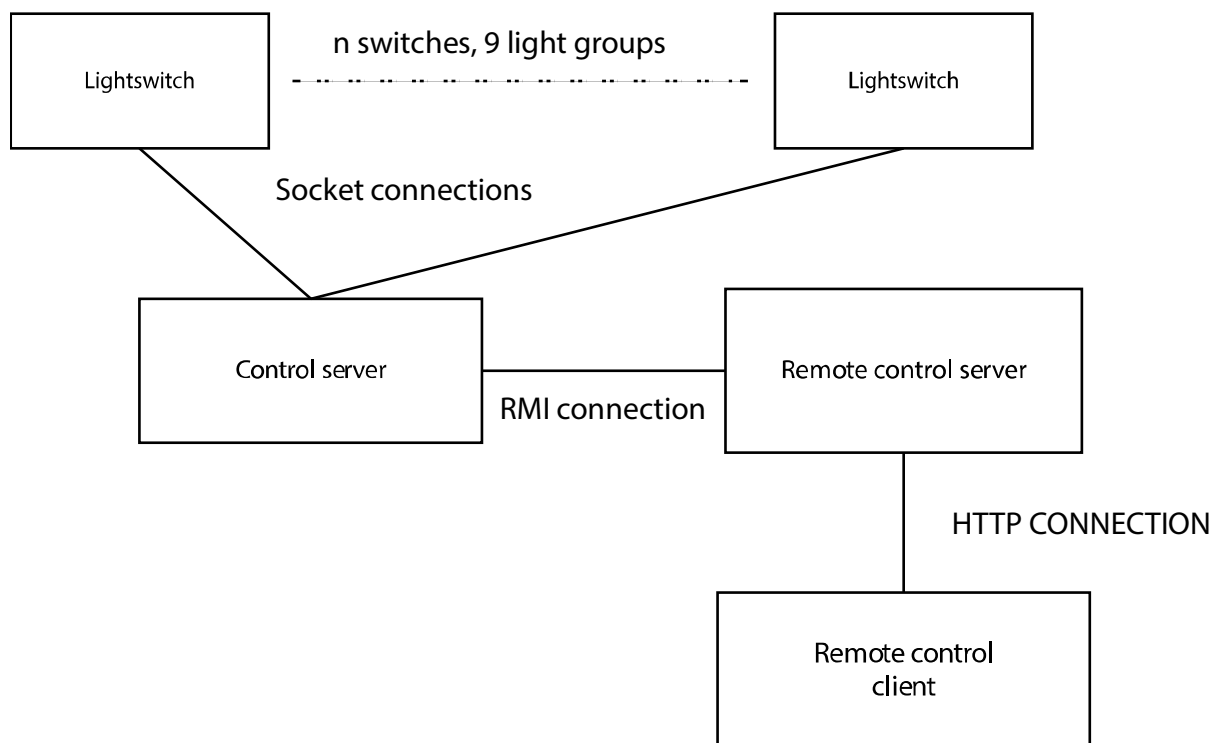 n switches, 9 light groups
Lightswitch
Lightswitch
Socket connections
Control server
Remote control server
RMI connection
HTTP CONNECTION
Remote control
client